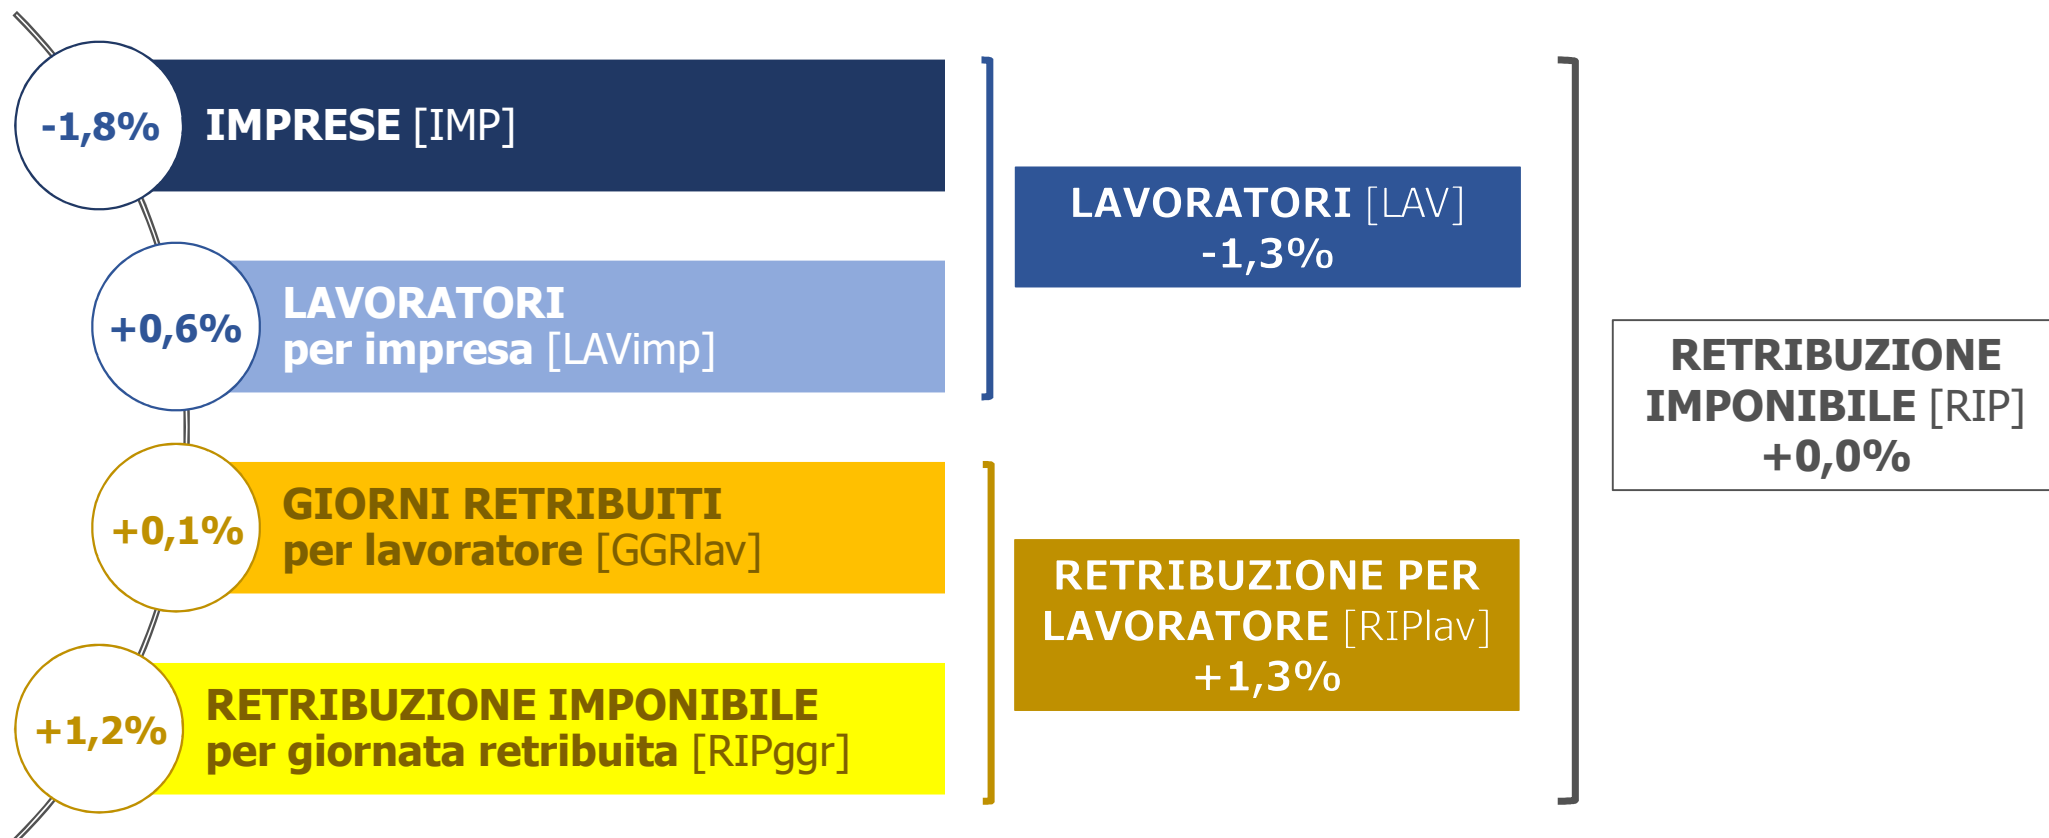 -1,8%
IMPRESE [IMP]
+0,6%
LAVORATORI
per impresa [LAVimp]
+0,1%
GIORNI RETRIBUITI
per lavoratore [GGRlav]
+1,2%
RETRIBUZIONE IMPONIBILE
per giornata retribuita [RIPggr]
LAVORATORI [LAV]
-1,3%
RETRIBUZIONE PER
LAVORATORE [RIPlav]
+1,3%
RETRIBUZIONE
IMPONIBILE [RIP]
+0,0%